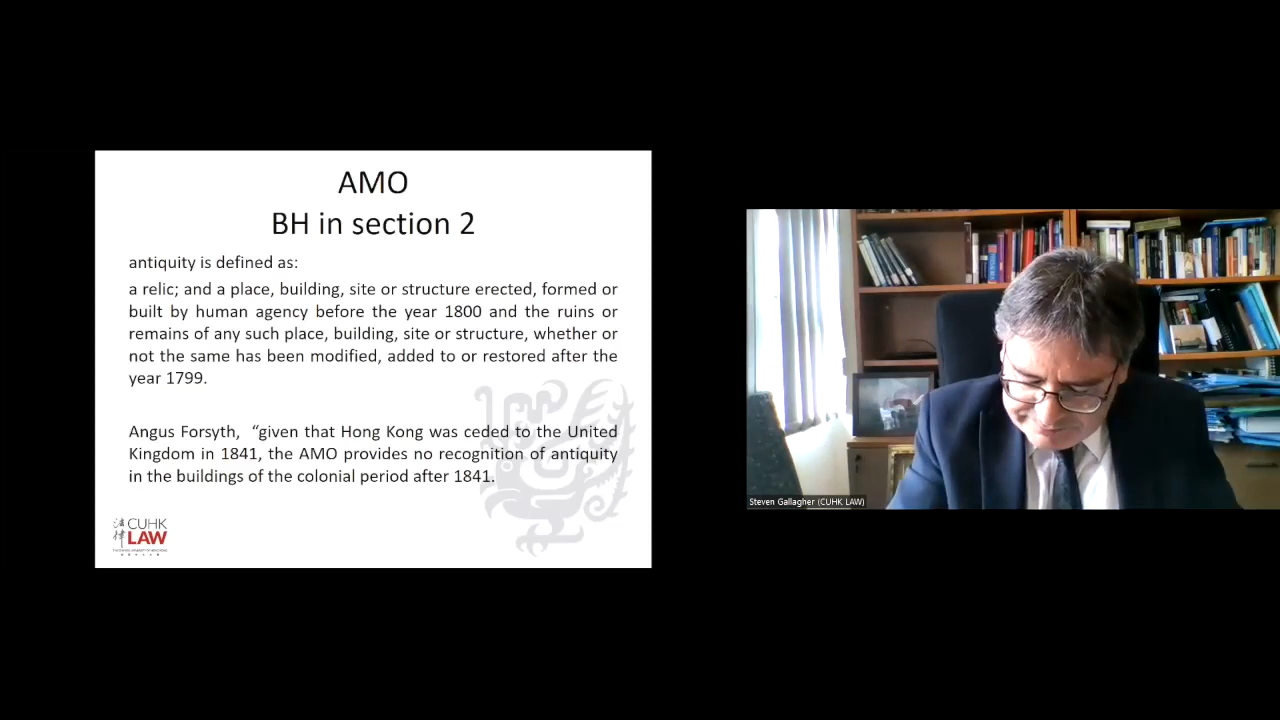 AMO
BH in section 2
antiquity is defined as:
a relic; and a place, building, site or structure erected, formed or
built by human agency before the year 1800 and the ruins or
remains of any such place, building, site or structure, whether or
not the same has been modified, added to or restored after the
year 1799.
Angus Forsyth, “given that Hong Kong was ceded to the United
Kingdom in 1841, the AMO provides no recognition of antiquity
in the buildings of the colonial period after 1841.
法律 CUHK
LAW
Steven Gallagher (CUHK LAW)